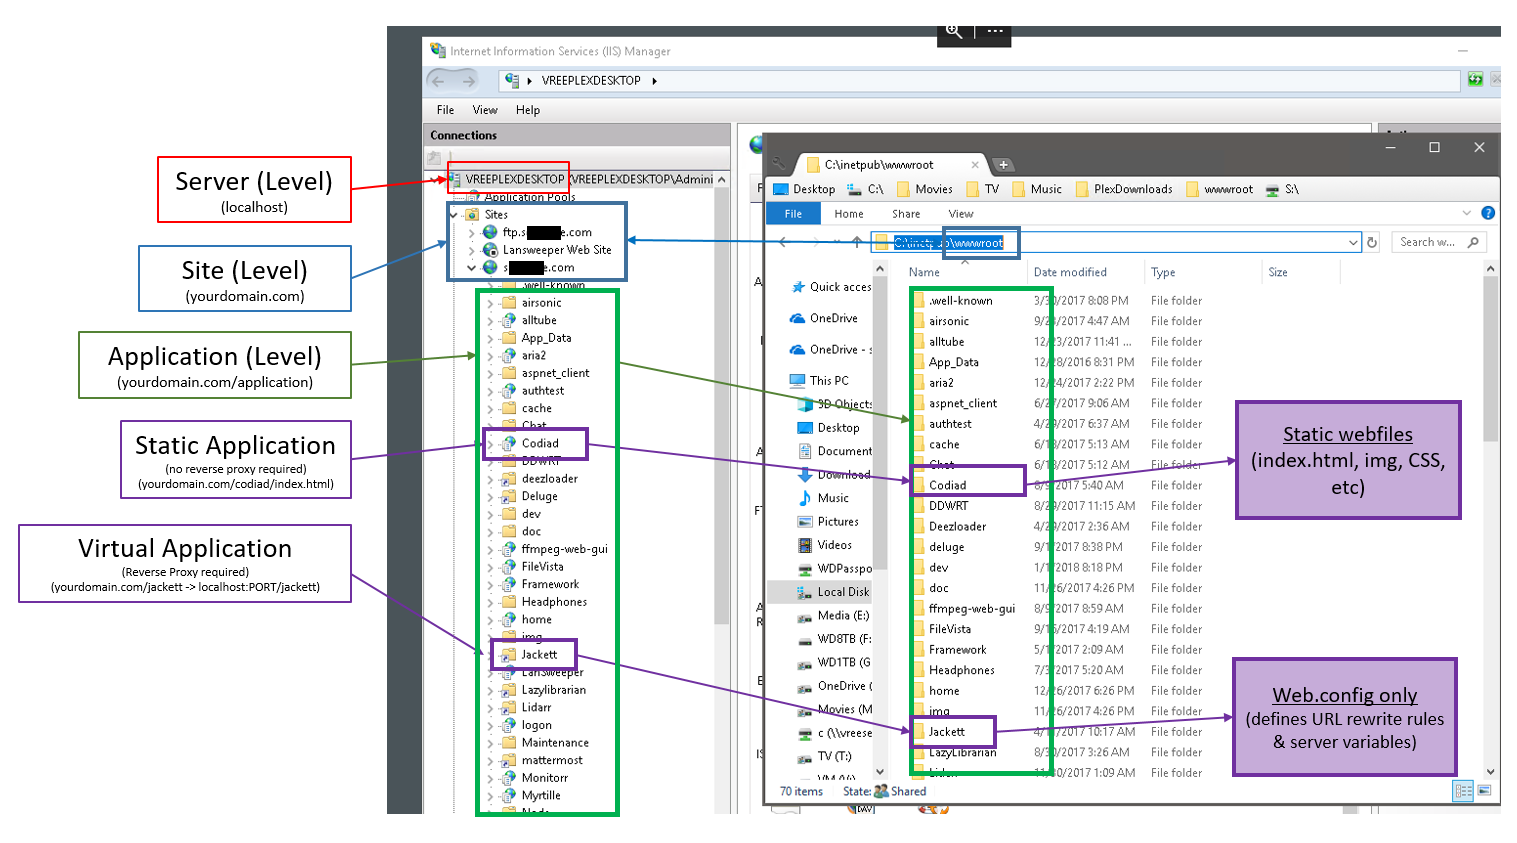 Internet Information Services (IIS) Manager
VREEPLEXDESKTOP
File View Help
Connections
VREEPLEXDESKTOP (VREEPLEXDESKTOP\Admini
Application Pools
Sites
ftp.s e.com
Lansweeper Web Site
s e.com
.well-known
airsonic
alltube
App_Data
aria2
aspnet_client
authtest
cache
Chat
Codiad
DDWRT
deezloader
Deluge
dev
doc
ffmpeg-web-gui
FileVista
Framework
Headphones
home
img
Jackett
LanSweeper
Lazylibrarian
Lidarr
logon
Maintenance
mattermost
Monitorr
Myrtille
Node
Server (Level)
(localhost)
Site (Level)
(yourdomain.com)
Application (Level)
(yourdomain.com/application)
Static Application
(no reverse proxy required)
(yourdomain.com/codiad/index.html)
Virtual Application
(Reverse Proxy required)
(yourdomain.com/jackett -> localhost:PORT/jackett)
C:\inetpub\wwwroot
Desktop C:\ Movies TV Music PlexDownloads wwwroot S:\
File Home Share View
C:\inetpub\wwwroot
Search w...
Quick acces
OneDrive
OneDrive - s
This PC
3D Objects
Desktop
Document
Download
Music
Pictures
Videos
WDPasspo
Local Disk
Media (E:)
WD8TB (F:
WD1TB (G
OneDrive (
Movies (M
c (\\vreese
TV (T:)
VM (V:)
Name Date modified Type Size
.well-known 3/30/2017 8:08 PM File folder
airsonic 9/23/2017 4:47 AM File folder
alltube 12/23/2017 11:41 ... File folder
App_Data 12/28/2016 8:31 PM File folder
aria2 12/24/2017 2:22 PM File folder
aspnet_client 6/27/2017 9:06 AM File folder
authtest 4/29/2017 6:37 AM File folder
cache 6/18/2017 5:13 AM File folder
Chat 6/18/2017 5:12 AM File folder
Codiad 8/9/2017 5:40 AM File folder
DDWRT 8/29/2017 11:15 AM File folder
Deezloader 4/29/2017 2:36 AM File folder
deluge 9/1/2017 8:38 PM File folder
dev 1/1/2018 8:18 PM File folder
doc 11/26/2017 4:26 PM File folder
ffmpeg-web-gui 8/9/2017 8:59 AM File folder
FileVista 9/16/2017 4:19 AM File folder
Framework 5/1/2017 2:09 AM File folder
Headphones 7/3/2017 5:20 AM File folder
home 12/26/2017 6:26 PM File folder
img 11/26/2017 4:26 PM File folder
Jackett 10:17 AM File folder
LazyLibrarian 8/30/2017 3:26 AM File folder
Lidarr 11/30/2017 1:09 AM File folder
70 items State: Shared
Static webfiles
(index.html, img, CSS,
etc)
Web.config only
(defines URL rewrite rules
& server variables)